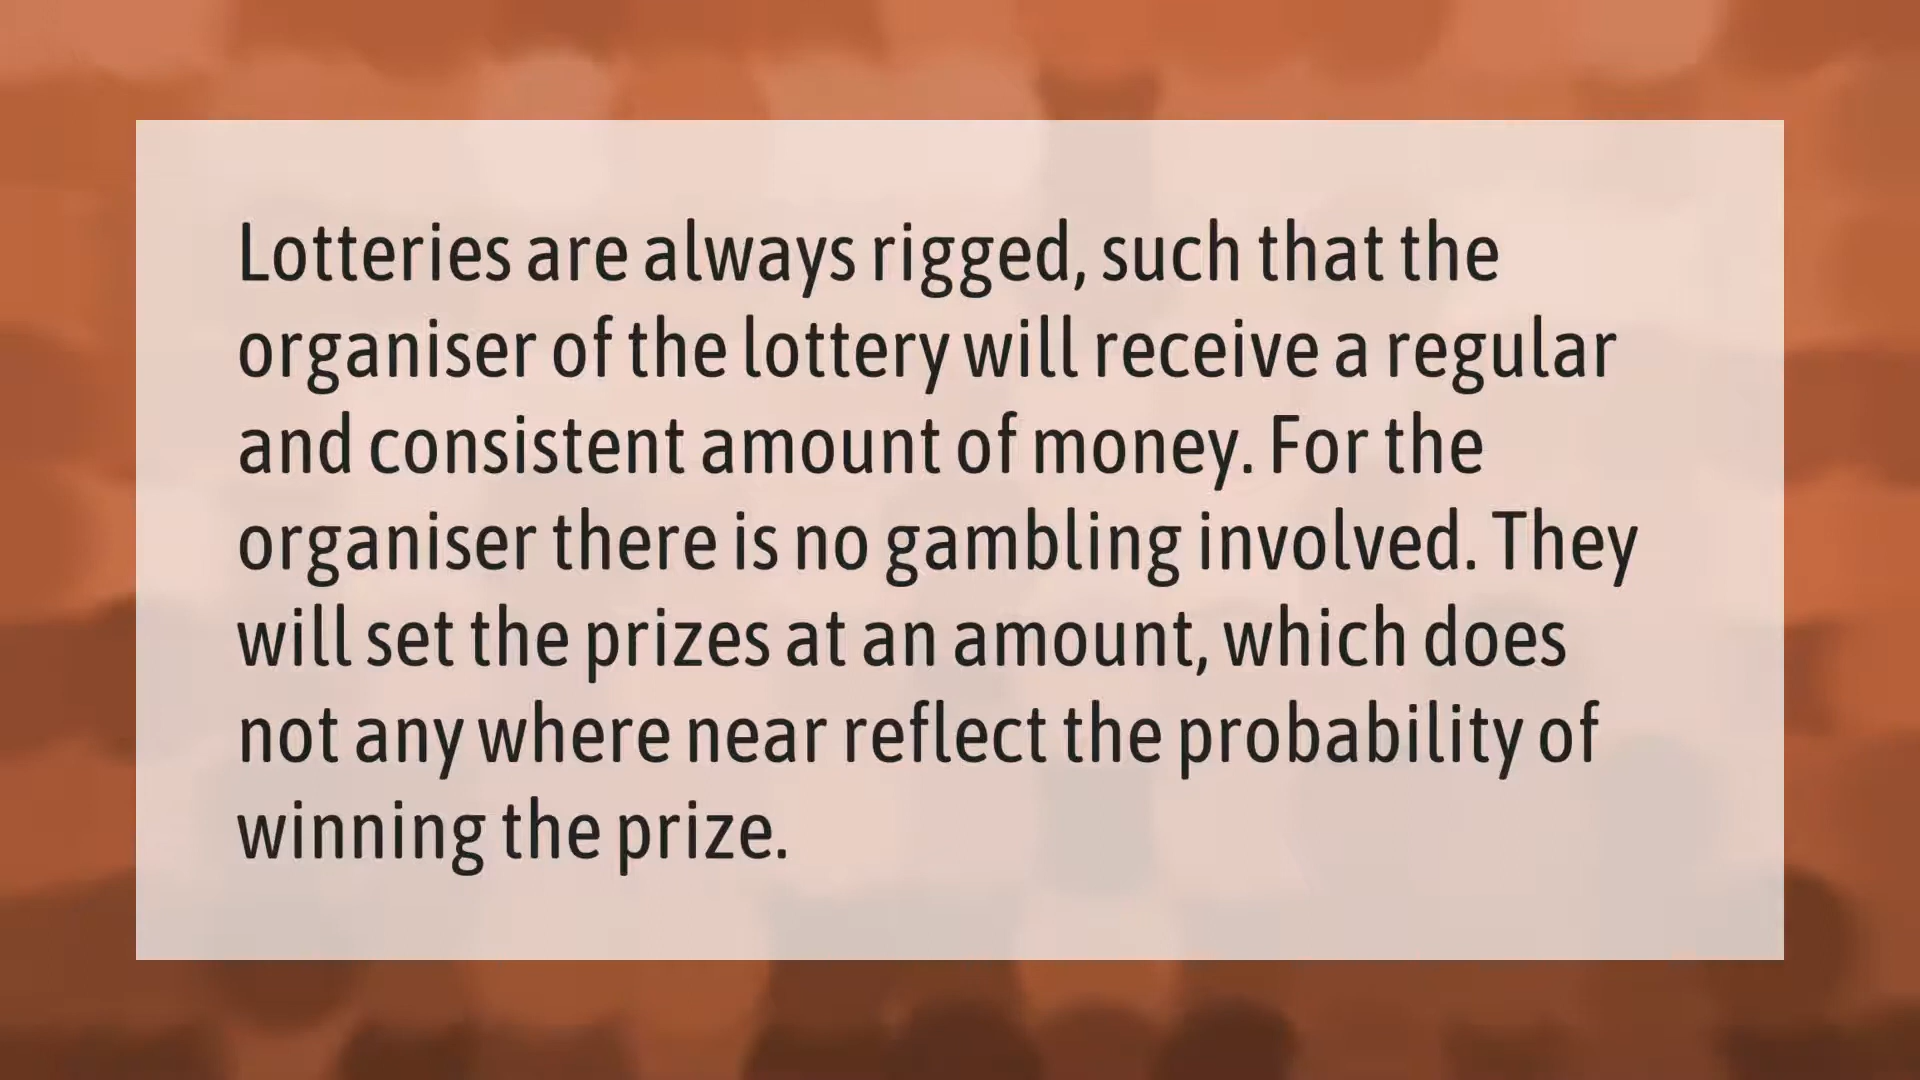 Lotteries are always rigged, such that the
organiser of the lottery will receive a regular
and consistent amount of money. For the
organiser there is no gambling involved. They
will set the prizes at an amount, which does
not any where near reflect the probability of
winning the prize.